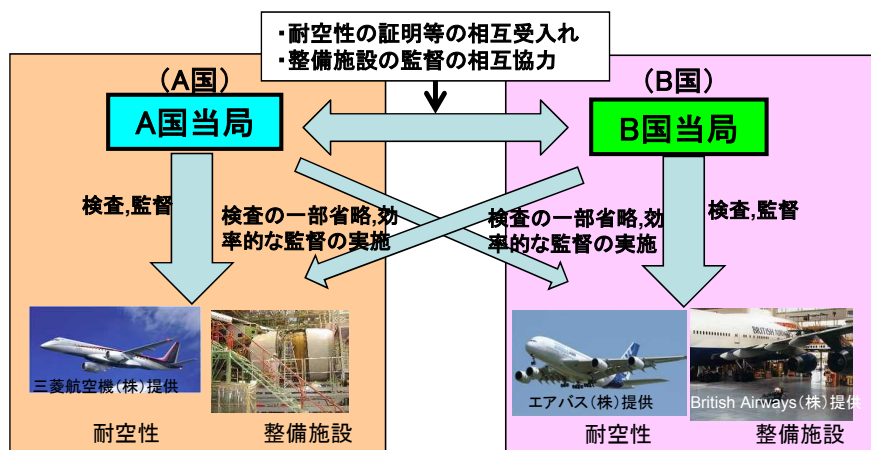 ・耐空性の証明等の相互受入れ
・整備施設の監督の相互協力
(A国)
(B国)
A国当局
B国当局
検査,監督
検査の一部省略,効
率的な監督の実施
検査の一部省略,効
率的な監督の実施
検査,監督
BRITISH AIRWAYS
三菱航空機(株)提供
エアバス(株)提供
British Airways(株)提供
耐空性
整備施設
耐空性
整備施設